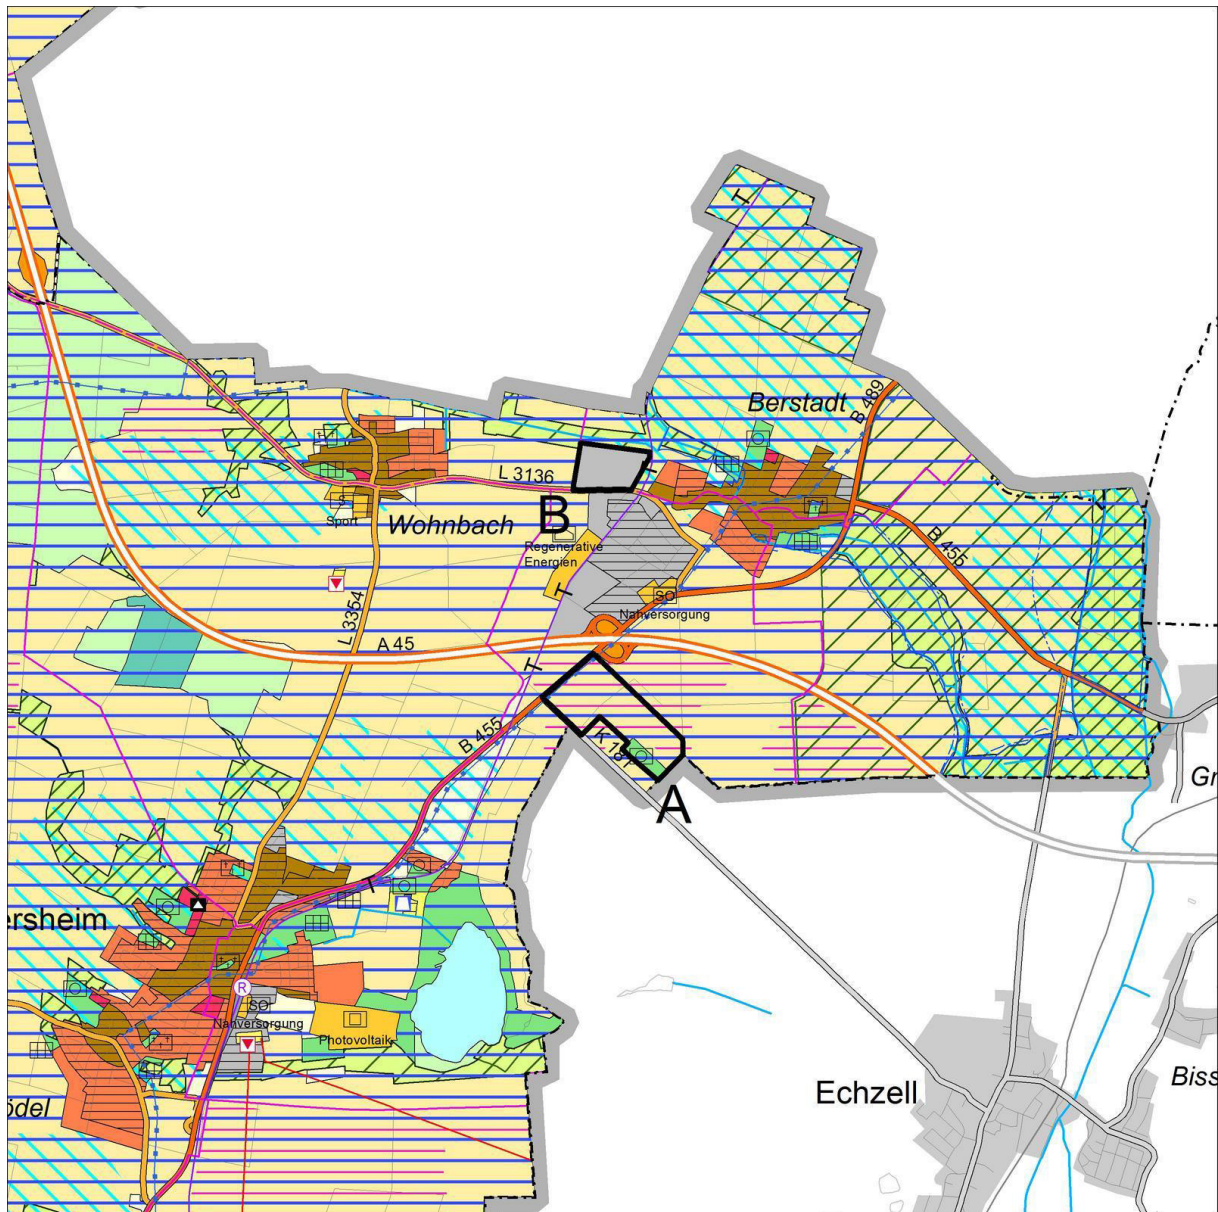 T
Berstadt
B 489
L 3136
T
B
Wohnbach
S
Sport
Regenerative
Energien
B 455
T
SO
Nahversorgung
L 3354
A 45
T
B 455
K 18
A
Gr
T
ersheim
R
SO
Nahversorgung
Photovoltaik
Echzell
Biss
ödel